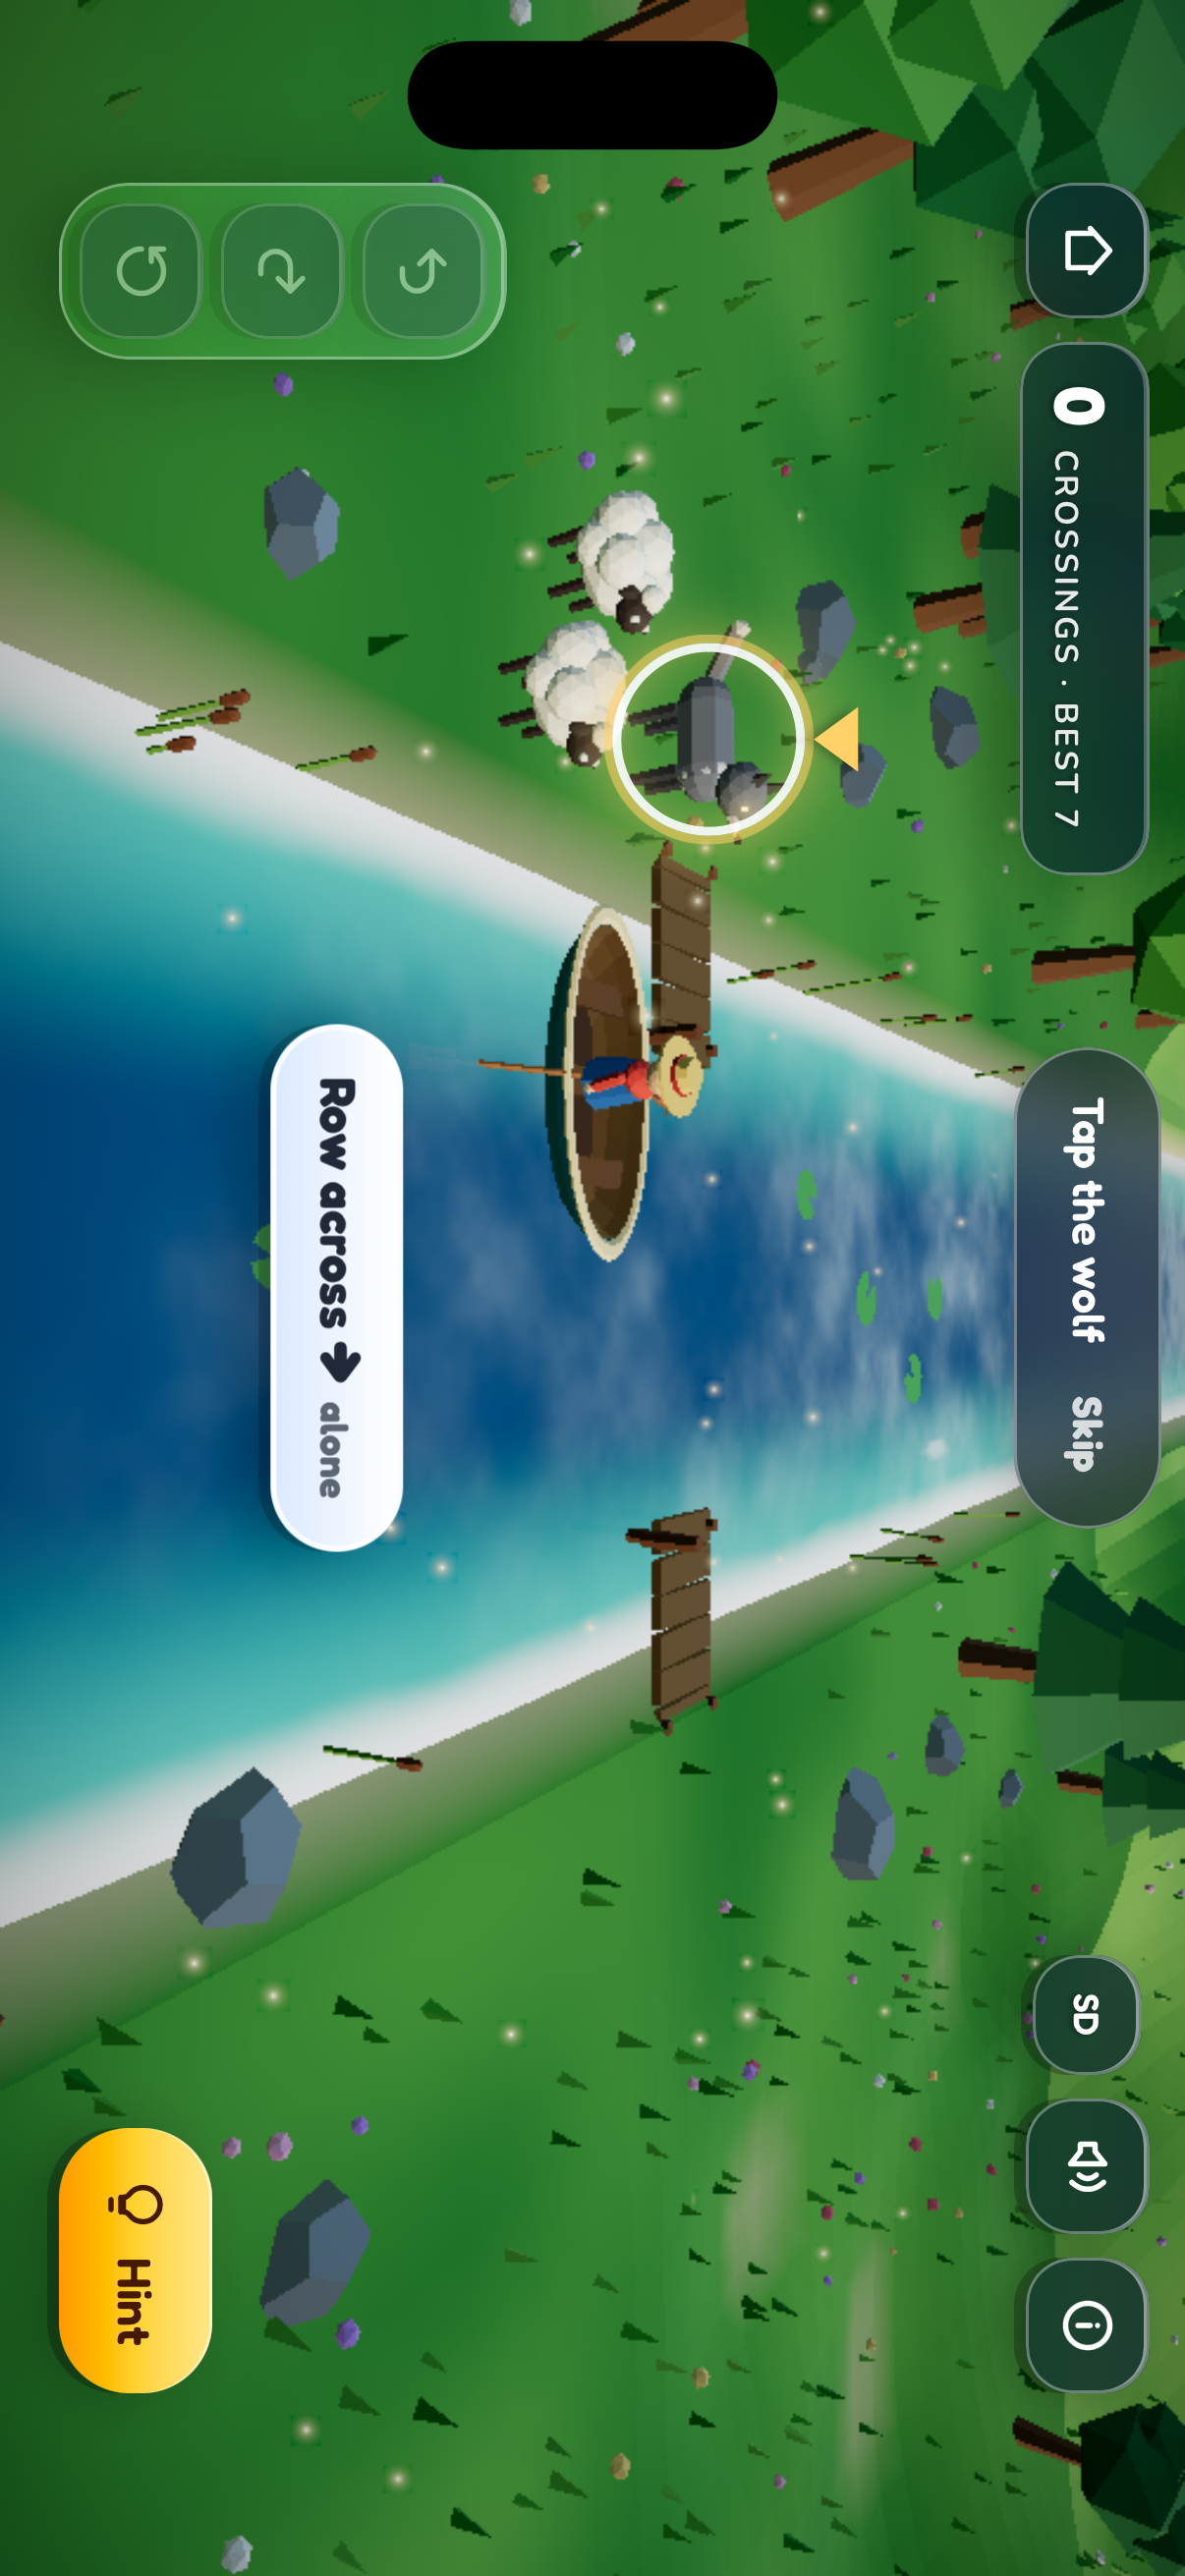 0 CROSSINGS · BEST 7
Tap the wolf Skip
SD
Row across → alone
Hint